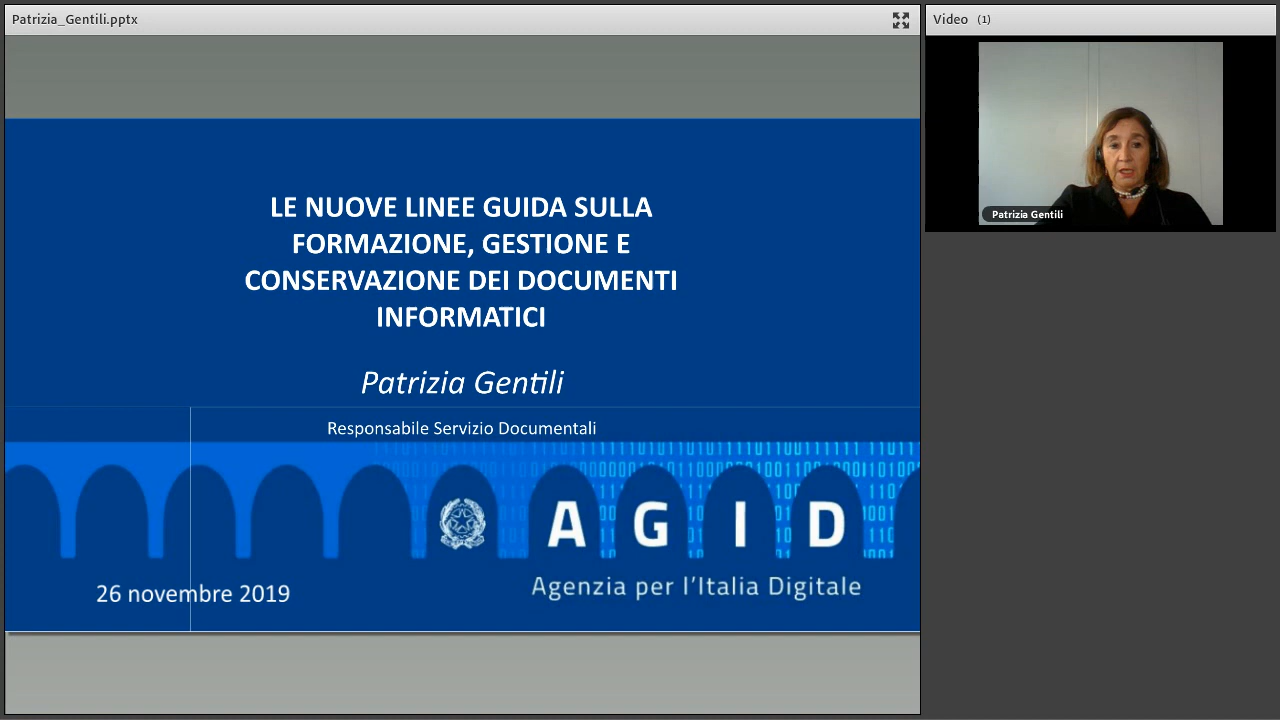 Patrizia_Gentili.pptx
Video (1)
LE NUOVE LINEE GUIDA SULLA
FORMAZIONE, GESTIONE E
CONSERVAZIONE DEI DOCUMENTI
INFORMATICI
Patrizia Gentili
Patrizia Gentili
Responsabile Servizio Documentali
A G I D
Agenzia per l'Italia Digitale
26 novembre 2019